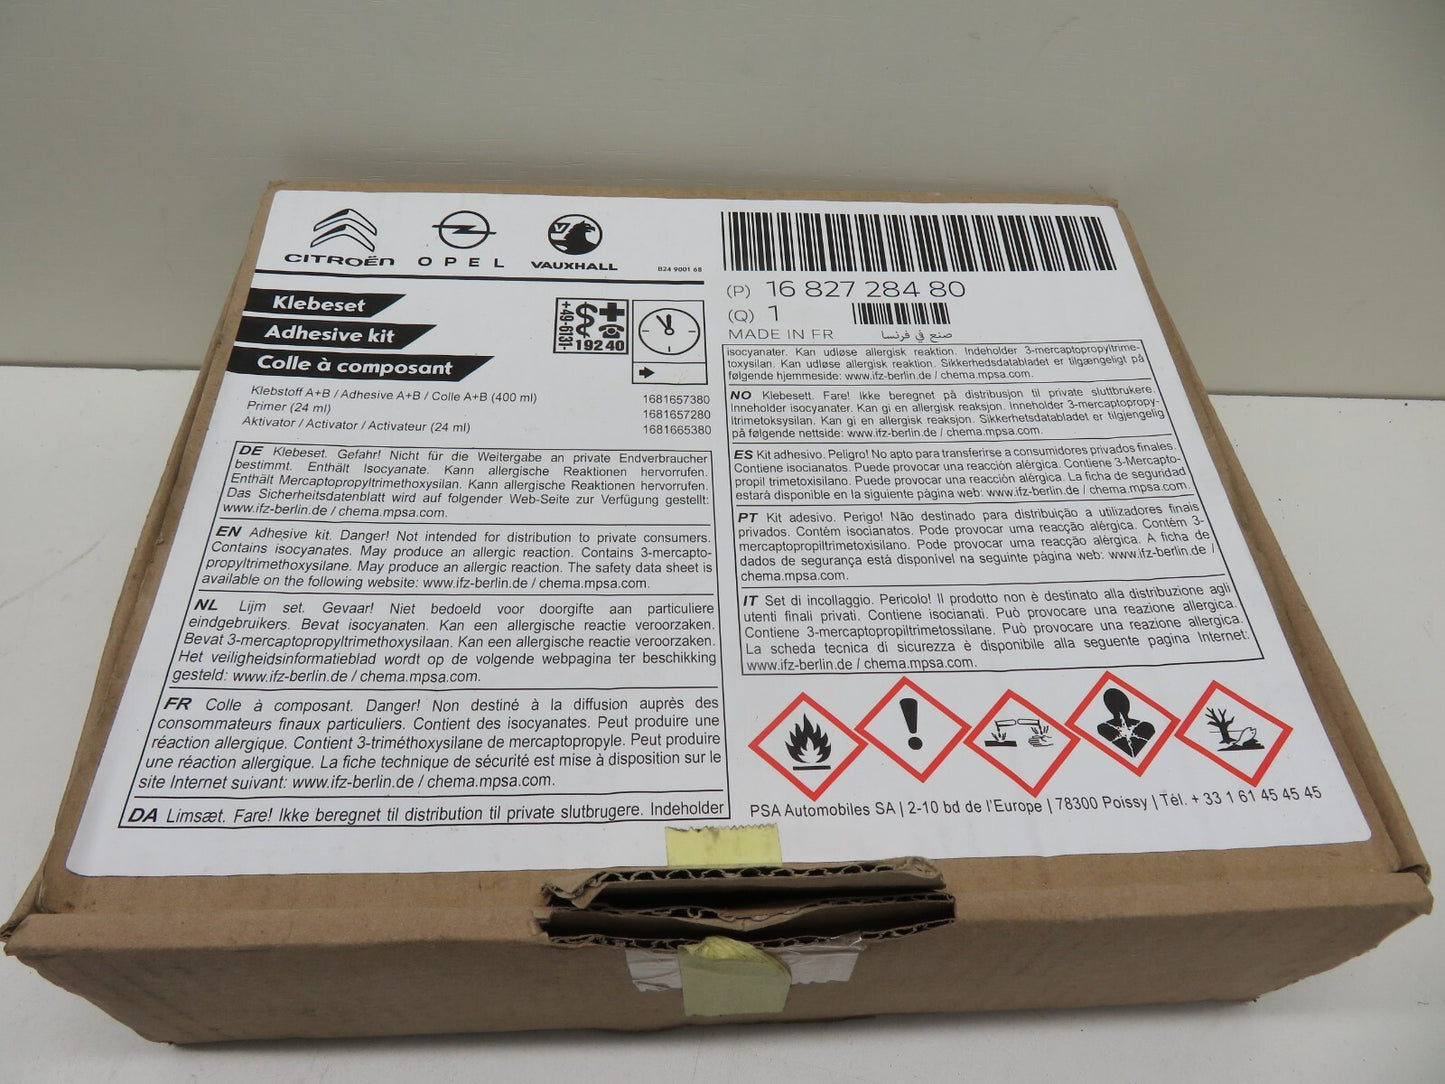 CITROËN OPEL VAUXHALL
B24 9001 68
Klebeset
Adhesive kit
Colle à composant
+49-6131-
19240
Klebstoff A+B / Adhesive A+B / Colle A+B (400 ml) 1681657380
Primer (24 ml) 1681657280
Aktivator / Activator / Activateur (24 ml) 1681665380
DE Klebeset. Gefahr! Nicht für die Weitergabe an private Endverbraucher
bestimmt. Enthält Isocyanate. Kann allergische Reaktionen hervorrufen.
Enthält Mercaptopropyltrimethoxysilan. Kann allergische Reaktionen hervorrufen.
Das Sicherheitsdatenblatt wird auf folgender Web-Seite zur Verfügung gestellt:
www.ifz-berlin.de / chema.mpsa.com.
EN Adhesive kit. Danger! Not intended for distribution to private consumers.
Contains isocyanates. May produce an allergic reaction. Contains 3-mercapto-
propyltrimethoxysilane. May produce an allergic reaction. The safety data sheet is
available on the following website: www.ifz-berlin.de / chema.mpsa.com.
NL Lijm set. Gevaar! Niet bedoeld voor doorgifte aan particuliere
eindgebruikers. Bevat isocyanaten. Kan een allergische reactie veroorzaken.
Bevat 3-mercaptopropyltrimethoxysilaan. Kan een allergische reactie veroorzaken.
Het veiligheidsinformatieblad wordt op de volgende webpagina ter beschikking
gesteld: www.ifz-berlin.de / chema.mpsa.com.
FR Colle à composant. Danger! Non destiné à la diffusion auprès des
consommateurs finaux particuliers. Contient des isocyanates. Peut produire une
réaction allergique. Contient 3-triméthoxysilane de mercaptopropyle. Peut produire
une réaction allergique. La fiche technique de sécurité est mise à disposition sur le
site Internet suivant: www.ifz-berlin.de / chema.mpsa.com.
DA Limsæt. Fare! Ikke beregnet til distribution til private slutbrugere. Indeholder
(P) 16 827 284 80
(Q) 1
MADE IN FR صنع في فرنسا
isocyanater. Kan udløse allergisk reaktion. Indeholder 3-mercaptopropyltrime-
toxysilan. Kan udløse allergisk reaktion. Sikkerhedsdatabladet er tilgængeligt på
følgende hjemmeside: www.ifz-berlin.de / chema.mpsa.com.
NO Klebesett. Fare! Ikke beregnet på distribusjon til private sluttbrukere.
Inneholder isocyanater. Kan gi en allergisk reaksjon. Inneholder 3-mercaptopropy-
ltrimetoksysilan. Kan gi en allergisk reaksjon. Sikkerhetsdatabladet er tilgjengelig
på følgende nettside: www.ifz-berlin.de / chema.mpsa.com.
ES Kit adhesivo. Peligro! No apto para transferirse a consumidores privados finales.
Contiene isocianatos. Puede provocar una reacción alérgica. Contiene 3-Mercapto-
propil trimetoxisilano. Puede provocar una reacción alérgica. La ficha de seguridad
estará disponible en la siguiente página web: www.ifz-berlin.de / chema.mpsa.com.
PT Kit adesivo. Perigo! Não destinado para distribuição a utilizadores finais
privados. Contém isocianatos. Pode provocar uma reacção alérgica. Contém 3-
mercaptopropiltrimetoxisilano. Pode provocar uma reacção alérgica. A ficha de
dados de segurança está disponível na seguinte página web: www.ifz-berlin.de /
chema.mpsa.com.
IT Set di incollaggio. Pericolo! Il prodotto non è destinato alla distribuzione agli
utenti finali privati. Contiene isocianati. Può provocare una reazione allergica.
Contiene 3-mercaptopropiltrimetossilane. Può provocare una reazione allergica.
La scheda tecnica di sicurezza è disponibile alla seguente pagina Internet:
www.ifz-berlin.de / chema.mpsa.com.
PSA Automobiles SA | 2-10 bd de l'Europe | 78300 Poissy | Tél. + 33 1 61 45 45 45